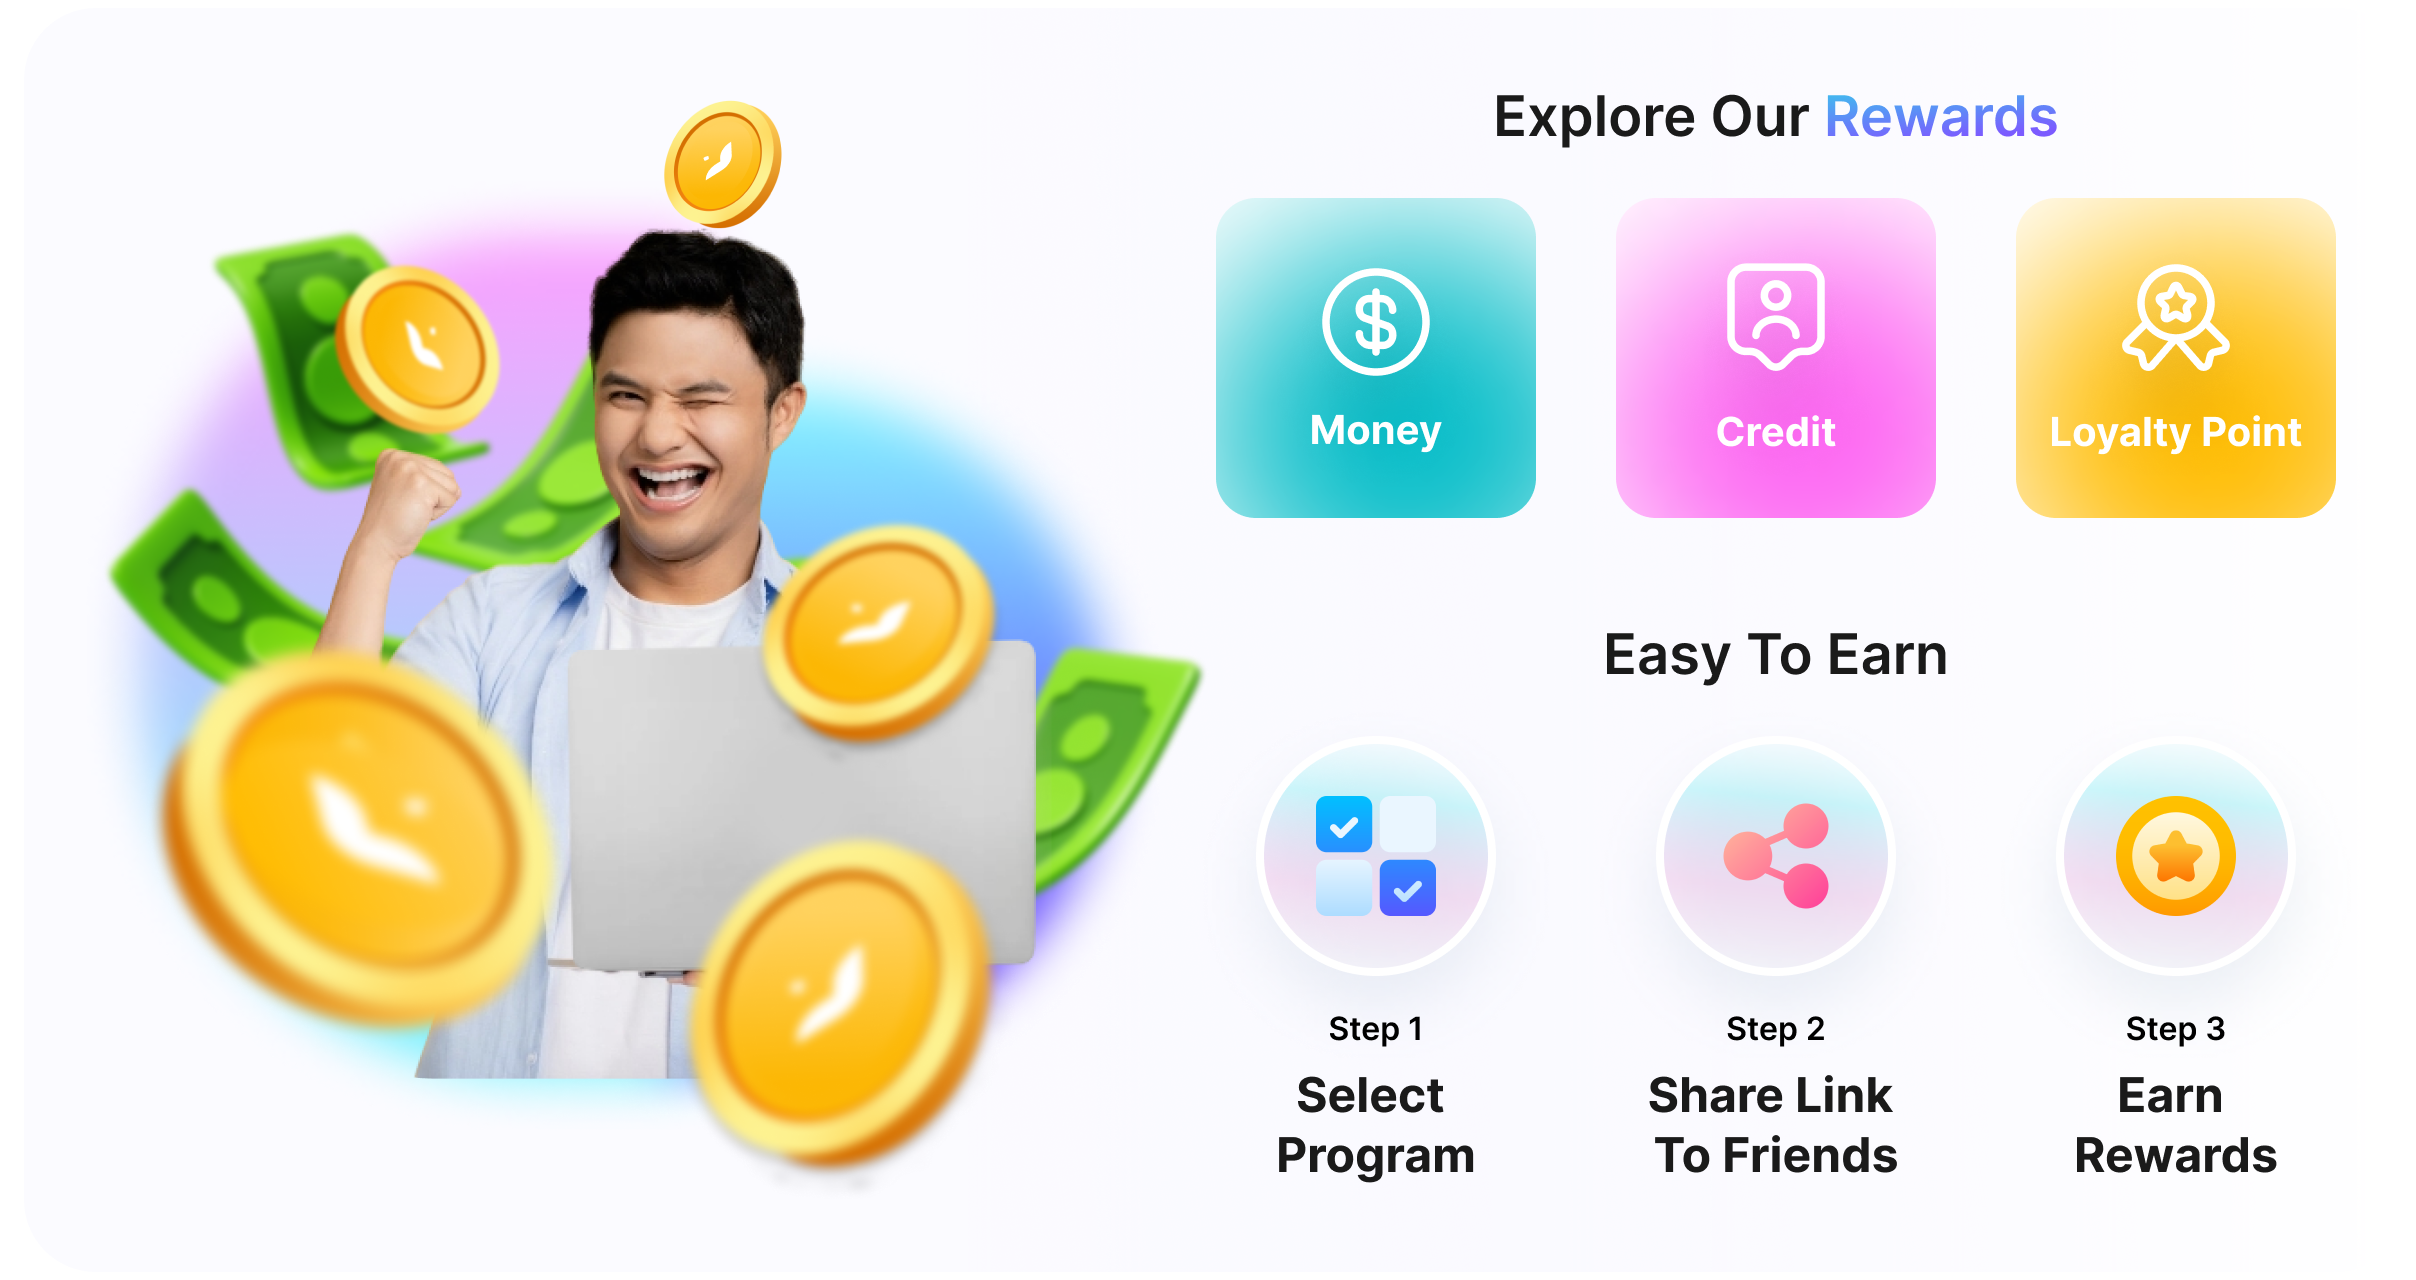 Explore Our Rewards
Money
Credit
Loyalty Point
Easy To Earn
Step 1
Select
Program
Step 2
Share Link
To Friends
Step 3
Earn
Rewards